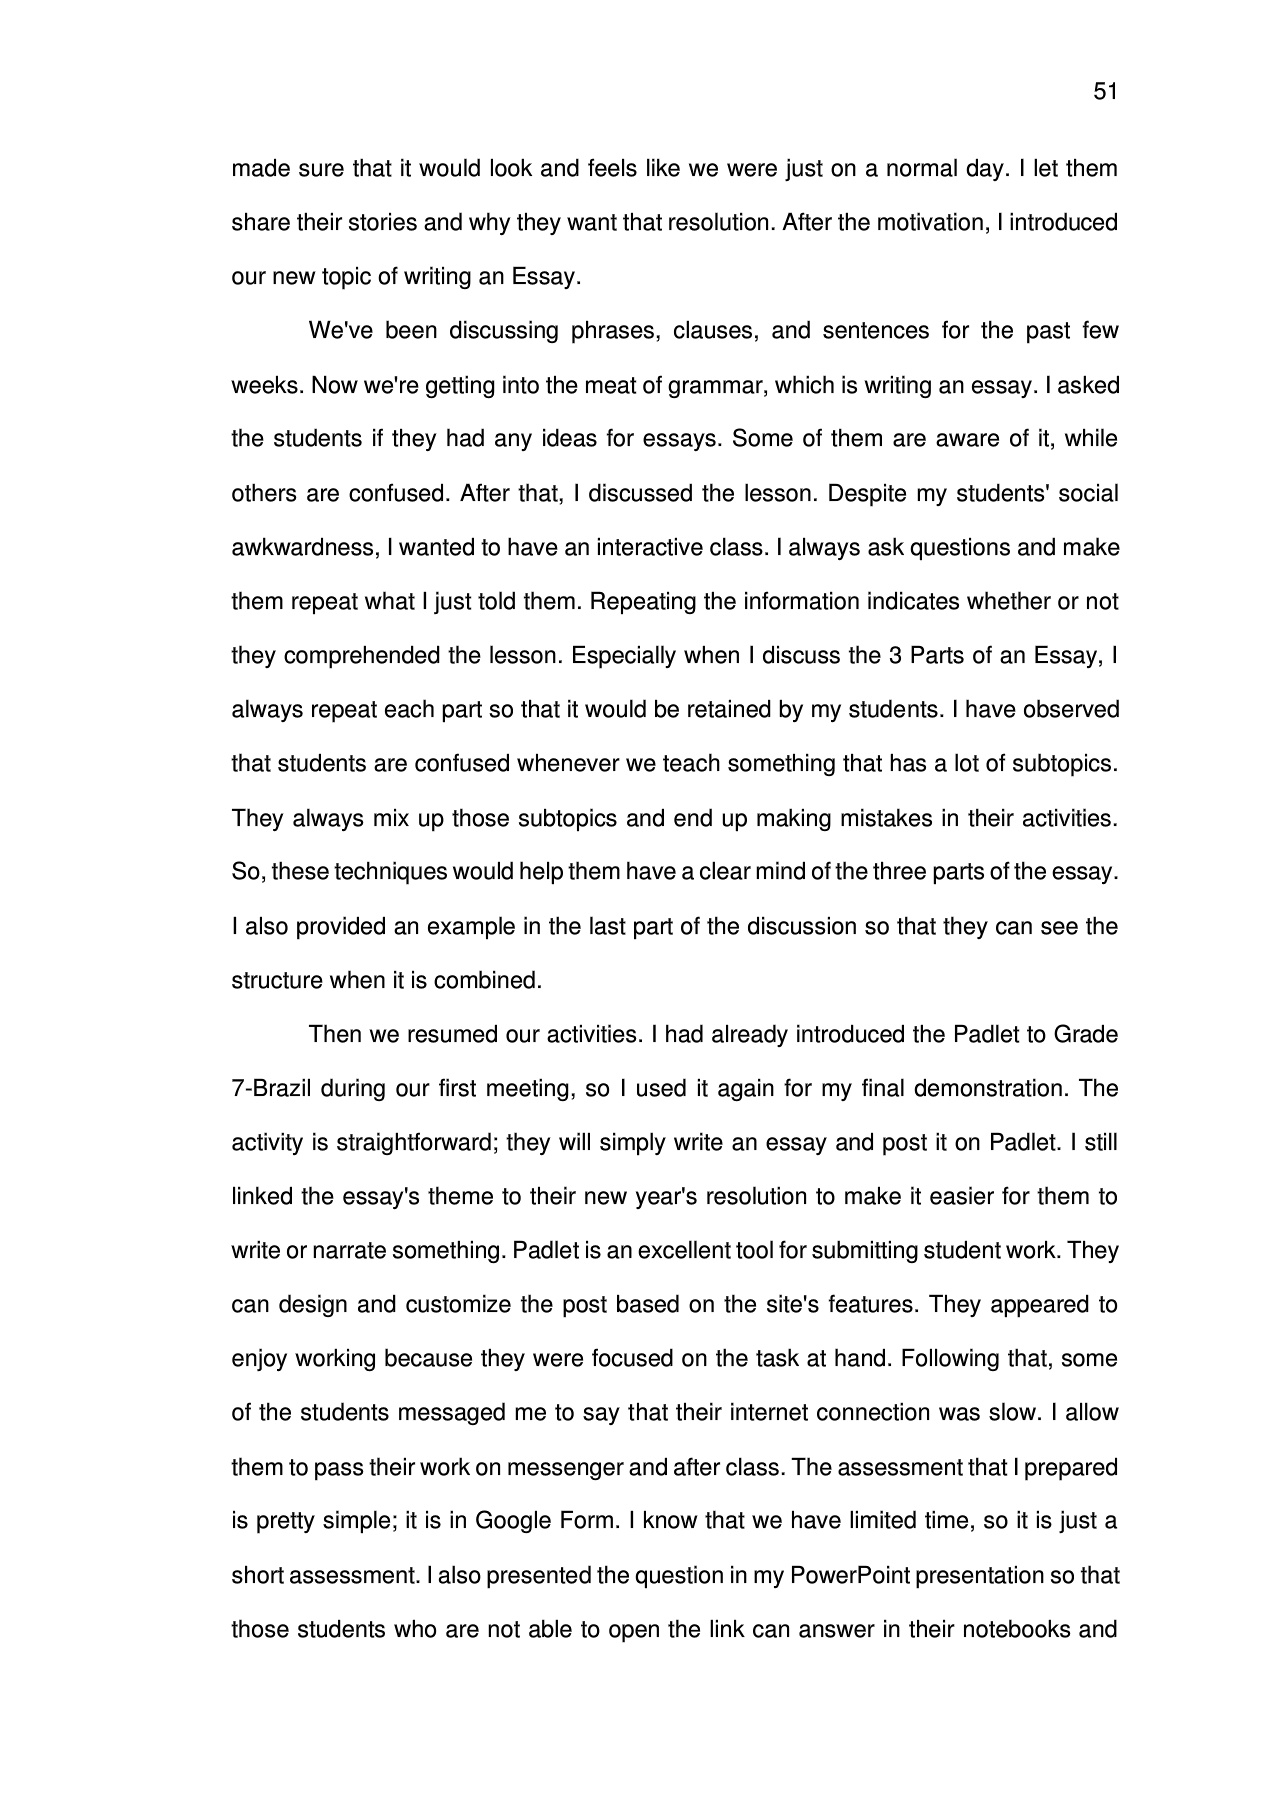 51
made sure that it would look and feels like we were just on a normal day. I let them
share their stories and why they want that resolution. After the motivation, I introduced
our new topic of writing an Essay.
We've been discussing phrases, clauses, and sentences for the past few
weeks. Now we're getting into the meat of grammar, which is writing an essay. I asked
the students if they had any ideas for essays. Some of them are aware of it, while
others are confused. After that, I discussed the lesson. Despite my students' social
awkwardness, I wanted to have an interactive class. I always ask questions and make
them repeat what I just told them. Repeating the information indicates whether or not
they comprehended the lesson. Especially when I discuss the 3 Parts of an Essay, I
always repeat each part so that it would be retained by my students. I have observed
that students are confused whenever we teach something that has a lot of subtopics.
They always mix up those subtopics and end up making mistakes in their activities.
So, these techniques would help them have a clear mind of the three parts of the essay.
I also provided an example in the last part of the discussion so that they can see the
structure when it is combined.
Then we resumed our activities. I had already introduced the Padlet to Grade
7-Brazil during our first meeting, so I used it again for my final demonstration. The
activity is straightforward; they will simply write an essay and post it on Padlet. I still
linked the essay's theme to their new year's resolution to make it easier for them to
write or narrate something. Padlet is an excellent tool for submitting student work. They
can design and customize the post based on the site's features. They appeared to
enjoy working because they were focused on the task at hand. Following that, some
of the students messaged me to say that their internet connection was slow. I allow
them to pass their work on messenger and after class. The assessment that I prepared
is pretty simple; it is in Google Form. I know that we have limited time, so it is just a
short assessment. I also presented the question in my PowerPoint presentation so that
those students who are not able to open the link can answer in their notebooks and